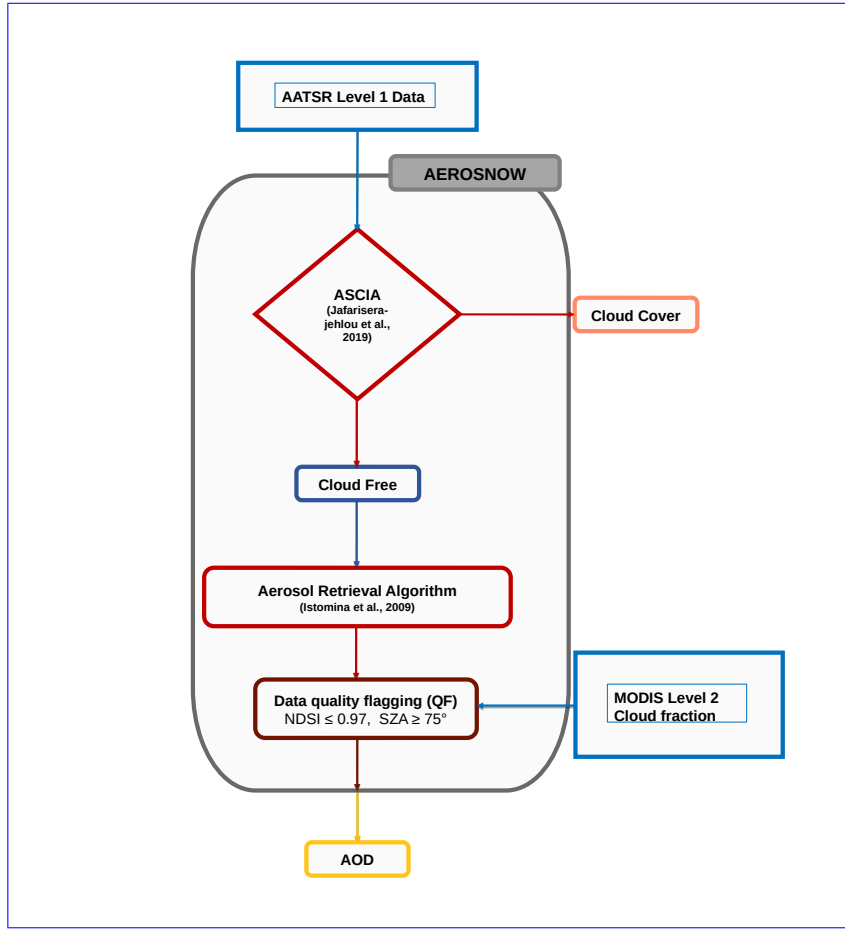 AATSR Level 1 Data
AEROSNOW
ASCIA
(Jafarisera-
jehlou et al.,
2019)
Cloud Cover
Cloud Free
Aerosol Retrieval Algorithm
(Istomina et al., 2009)
Data quality flagging (QF)
NDSI ≤ 0.97, SZA ≥ 75°
MODIS Level 2
Cloud fraction
AOD